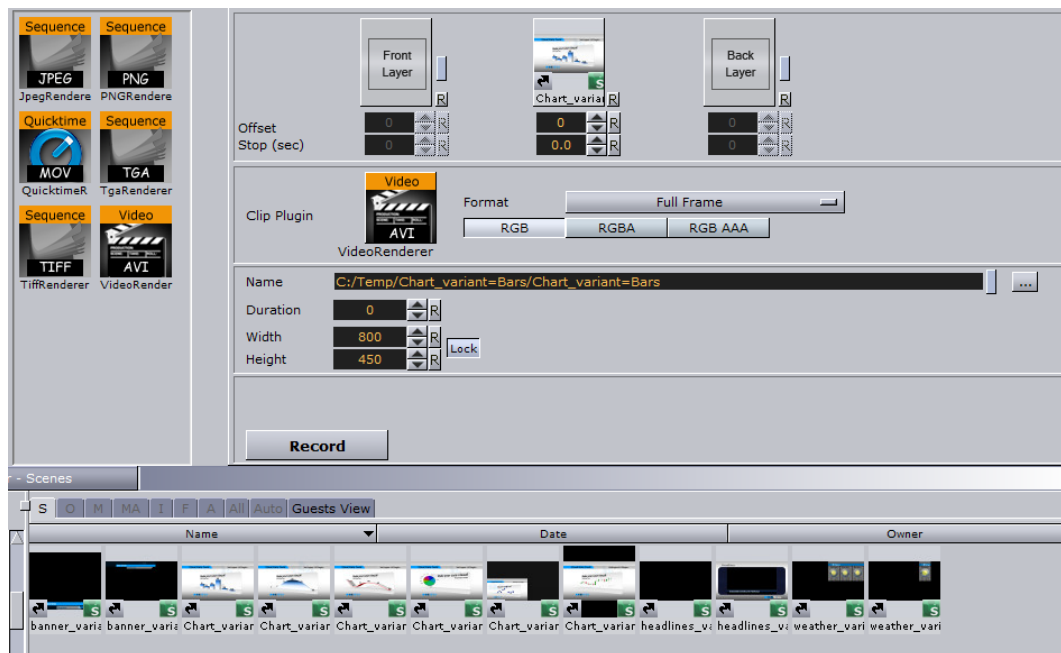 Sequence Sequence
JPEG PNG
JpegRendere PNGRendere
Quicktime Sequence
MOV TGA
QuicktimeR TgaRenderer
Sequence Video
TIFF AVI
TiffRenderer VideoRender
Front
Layer
R
S
Chart_variar R
Back
Layer
R
Offset 0 R 0 R 0 R
Stop (sec) 0 R 0.0 R 0 R
Clip Plugin
Video
AVI
VideoRenderer
Format Full Frame
RGB RGBA RGB AAA
Name C:/Temp/Chart_variant=Bars/Chart_variant=Bars ...
Duration 0 R
Width 800 R
Lock
Height 450 R
Record
r - Scenes
S O M MA I F A All Auto Guests View
Name Date Owner
S S S S S S S S S S S S
banner_varia banner_varia Chart_variar Chart_variar Chart_variar Chart_variar Chart_variar Chart_variar headlines_va headlines_va weather_vari weather_vari